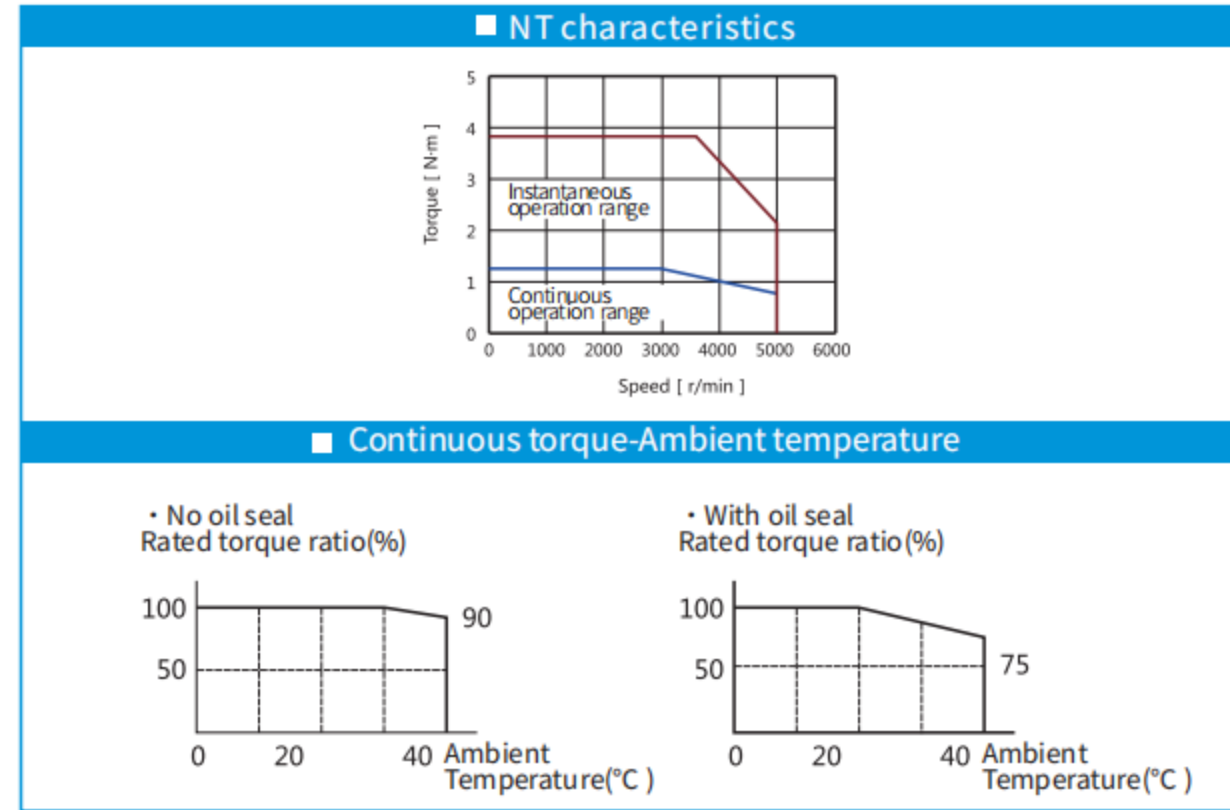 NT characteristics
5
4
3
2
1
0
Torque [ N·m ]
Instantaneous
operation range
Continuous
operation range
0 1000 2000 3000 4000 5000 6000
Speed [ r/min ]
Continuous torque-Ambient temperature
・No oil seal
Rated torque ratio(%)
100
90
50
0 20 40 Ambient
Temperature(°C )
・With oil seal
Rated torque ratio(%)
100
50
75
0 20 40 Ambient
Temperature(°C )